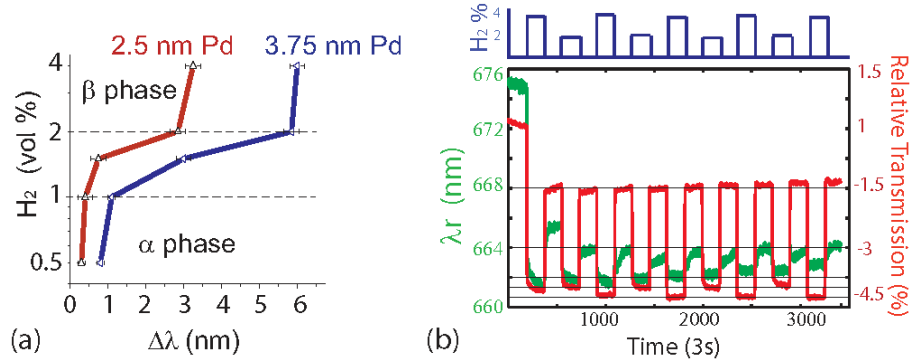 2.5 nm Pd 3.75 nm Pd
4
2
1
0.5
H2 (vol %)
β phase
α phase
0 1 2 3 4 5 6
Δλ (nm)
(a)
H2 %
4
2
676
672
668
664
660
λr (nm)
1.5
1
-1.5
-3
-4.5
Relative Transmission (%)
1000 2000 3000
Time (3s)
(b)